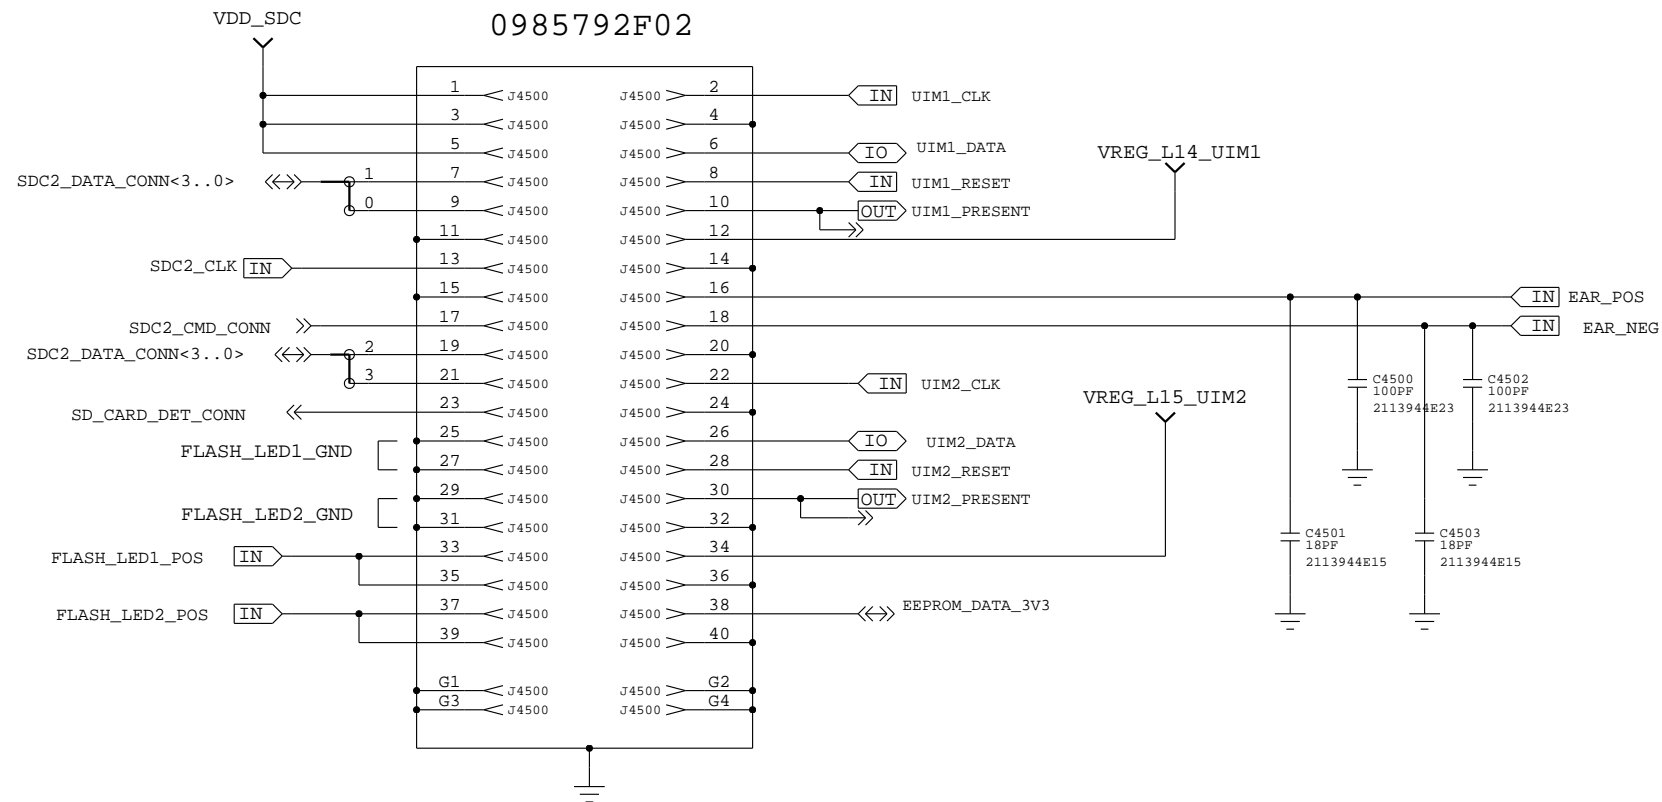 VDD_SDC
0985792F02
1 J4500 J4500 2 IN UIM1_CLK
3 J4500 J4500 4
5 J4500 J4500 6 IO UIM1_DATA
VREG_L14_UIM1
SDC2_DATA_CONN<3..0> 1 7 J4500 J4500 8 IN UIM1_RESET
0 9 J4500 J4500 10 OUT UIM1_PRESENT
11 J4500 J4500 12
SDC2_CLK IN 13 J4500 J4500 14
15 J4500 J4500 16 IN EAR_POS
SDC2_CMD_CONN 17 J4500 J4500 18 IN EAR_NEG
SDC2_DATA_CONN<3..0> 2 19 J4500 J4500 20
3 21 J4500 J4500 22 IN UIM2_CLK
C4500
100PF
2113944E23
C4502
100PF
2113944E23
VREG_L15_UIM2
SD_CARD_DET_CONN 23 J4500 J4500 24
25 J4500 J4500 26 IO UIM2_DATA
FLASH_LED1_GND
27 J4500 J4500 28 IN UIM2_RESET
29 J4500 J4500 30 OUT UIM2_PRESENT
FLASH_LED2_GND
31 J4500 J4500 32
C4501
18PF
2113944E15
C4503
18PF
2113944E15
FLASH_LED1_POS IN 33 J4500 J4500 34
35 J4500 J4500 36
FLASH_LED2_POS IN 37 J4500 J4500 38 EEPROM_DATA_3V3
39 J4500 J4500 40
G1 J4500 J4500 G2
G3 J4500 J4500 G4